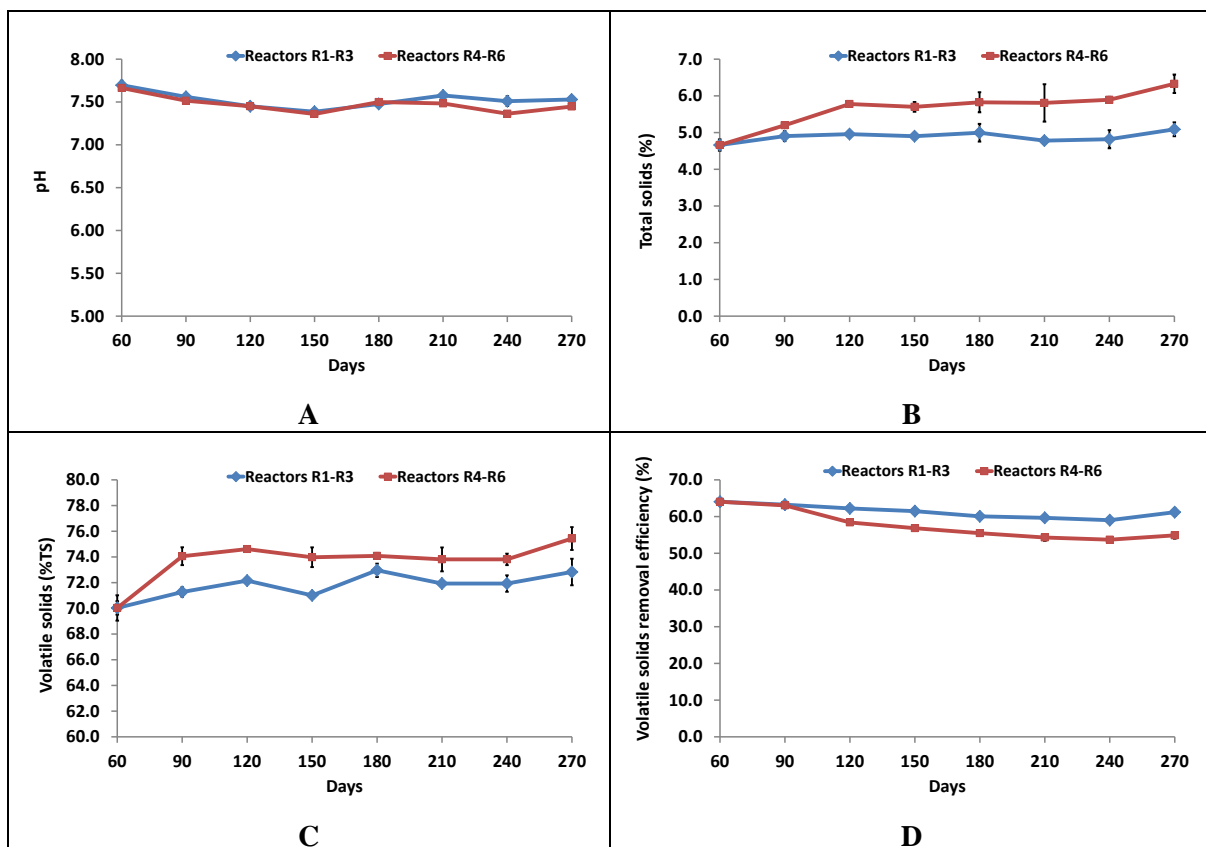 Reactors R1-R3 Reactors R4-R6
8.00
7.50
7.00
6.50
6.00
5.50
5.00
pH
60 90 120 150 180 210 240 270
Days
A
Reactors R1-R3 Reactors R4-R6
7.0
6.0
5.0
4.0
3.0
2.0
1.0
0.0
Total solids (%)
60 90 120 150 180 210 240 270
Days
B
Reactors R1-R3 Reactors R4-R6
80.0
78.0
76.0
74.0
72.0
70.0
68.0
66.0
64.0
62.0
60.0
Volatile solids (%TS)
60 90 120 150 180 210 240 270
Days
C
Reactors R1-R3 Reactors R4-R6
70.0
60.0
50.0
40.0
30.0
20.0
10.0
0.0
Volatile solids removal efficiency (%)
60 90 120 150 180 210 240 270
Days
D